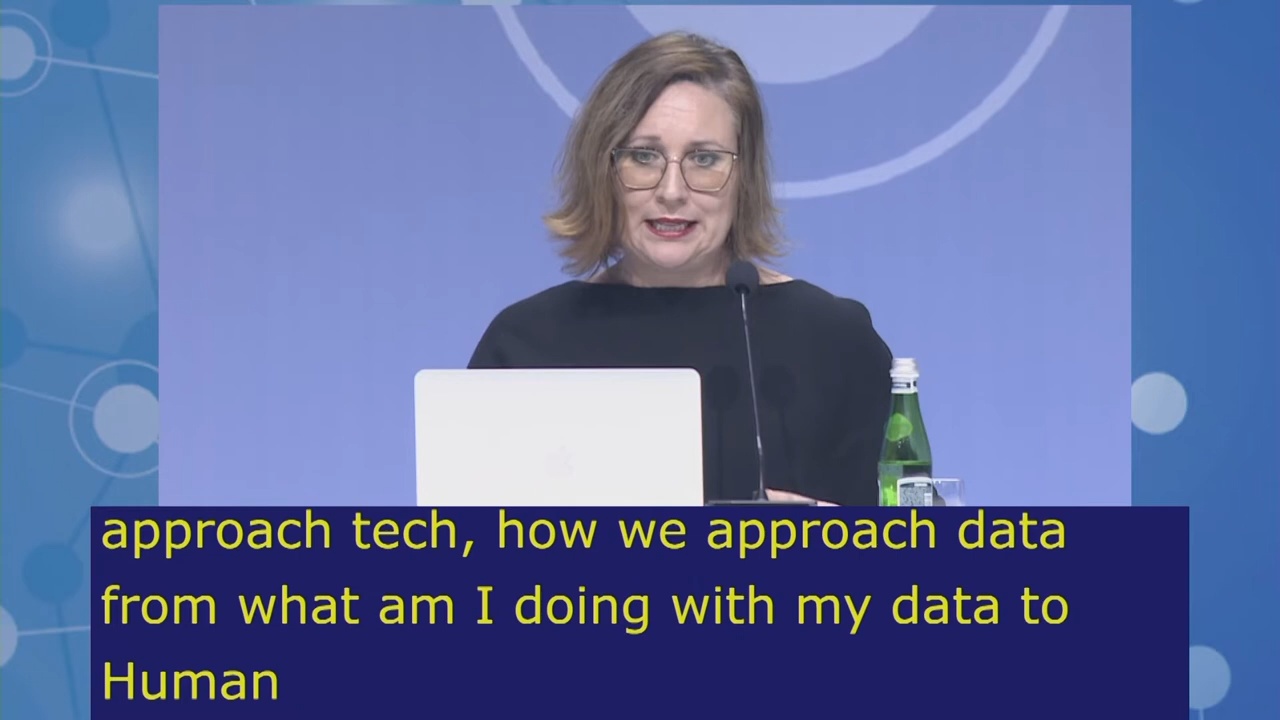 approach tech, how we approach data
from what am I doing with my data to
Human